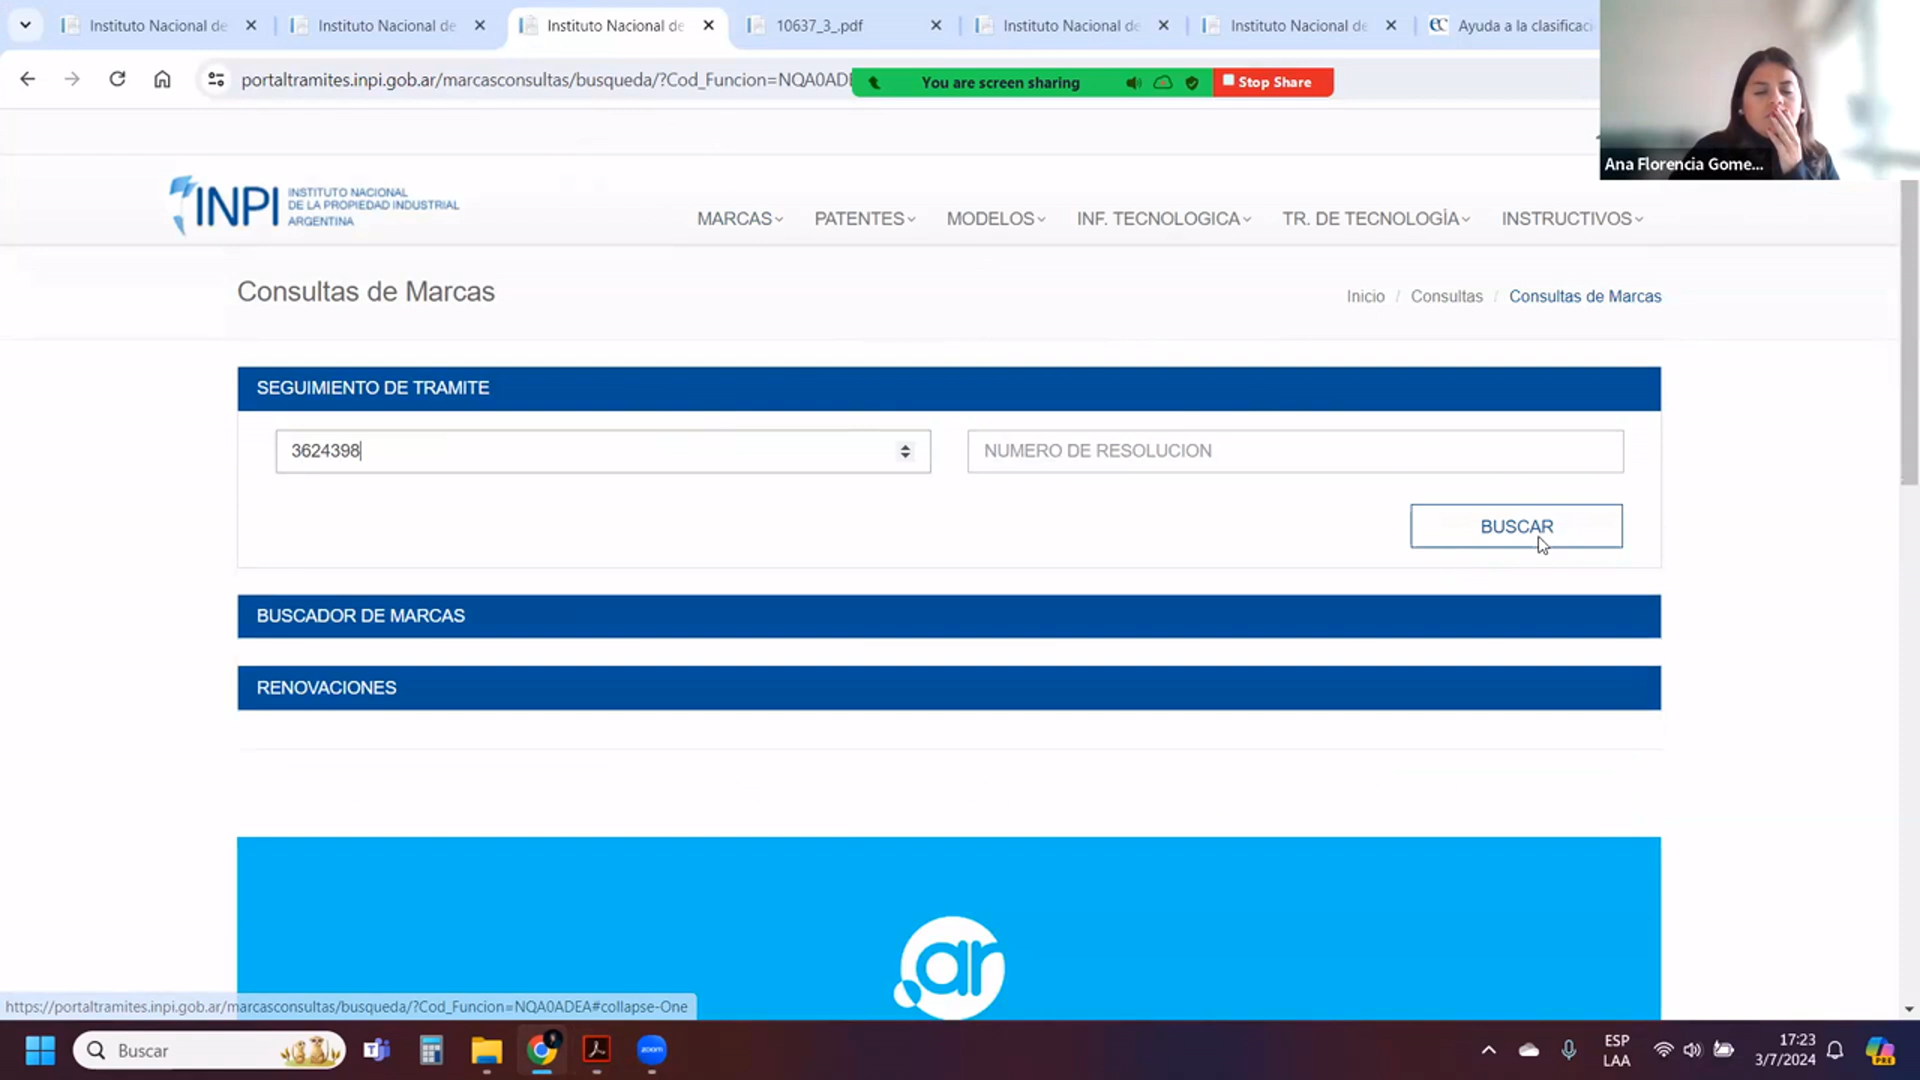 Instituto Nacional de
Instituto Nacional de
Instituto Nacional de
10637_3_.pdf
Instituto Nacional de
Instituto Nacional de
Ayuda a la clasificaci
portaltramites.inpi.gob.ar/marcasconsultas/busqueda/?Cod_Funcion=NQA0ADE
You are screen sharing
Stop Share
Ana Florencia Gome...
INPI
INSTITUTO NACIONAL
DE LA PROPIEDAD INDUSTRIAL
ARGENTINA
MARCAS
PATENTES
MODELOS
INF. TECNOLOGICA
TR. DE TECNOLOGÍA
INSTRUCTIVOS
Consultas de Marcas
Inicio / Consultas / Consultas de Marcas
SEGUIMIENTO DE TRAMITE
3624398
NUMERO DE RESOLUCION
BUSCAR
BUSCADOR DE MARCAS
RENOVACIONES
.ar
https://portaltramites.inpi.gob.ar/marcasconsultas/busqueda/?Cod_Funcion=NQA0ADEA#collapse-One
Buscar
zoom
ESP
LAA
17:23
3/7/2024
PRE